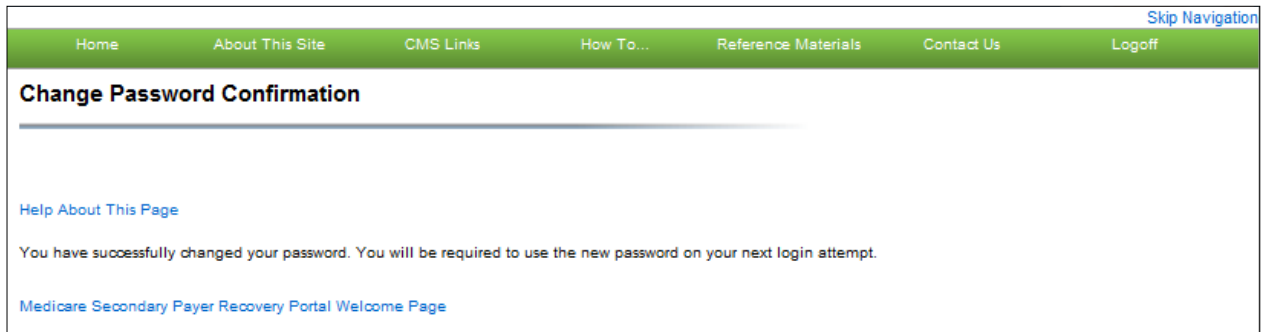 Skip Navigation
Home About This Site CMS Links How To... Reference Materials Contact Us Logoff
Change Password Confirmation
Help About This Page
You have successfully changed your password. You will be required to use the new password on your next login attempt.
Medicare Secondary Payer Recovery Portal Welcome Page